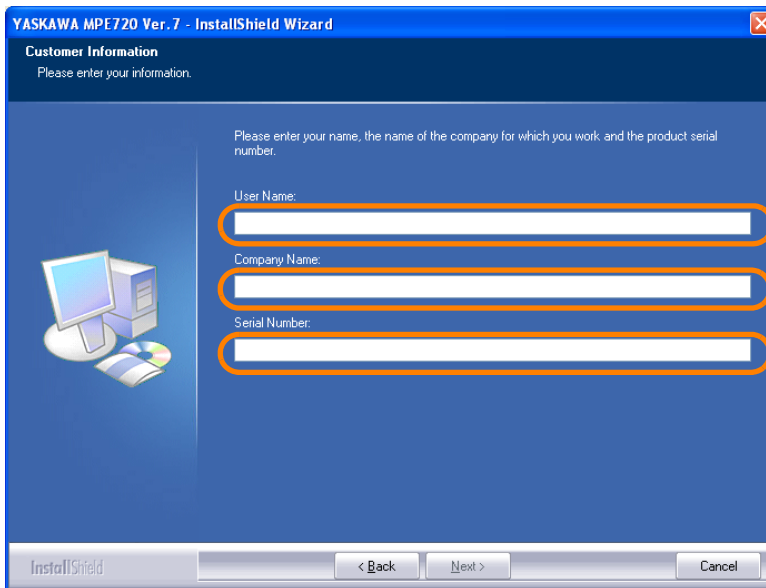 YASKAWA MPE720 Ver.7 - InstallShield Wizard
Customer Information
Please enter your information.
Please enter your name, the name of the company for which you work and the product serial
number.
User Name:
Company Name:
Serial Number:
InstallShield
< Back
Next >
Cancel